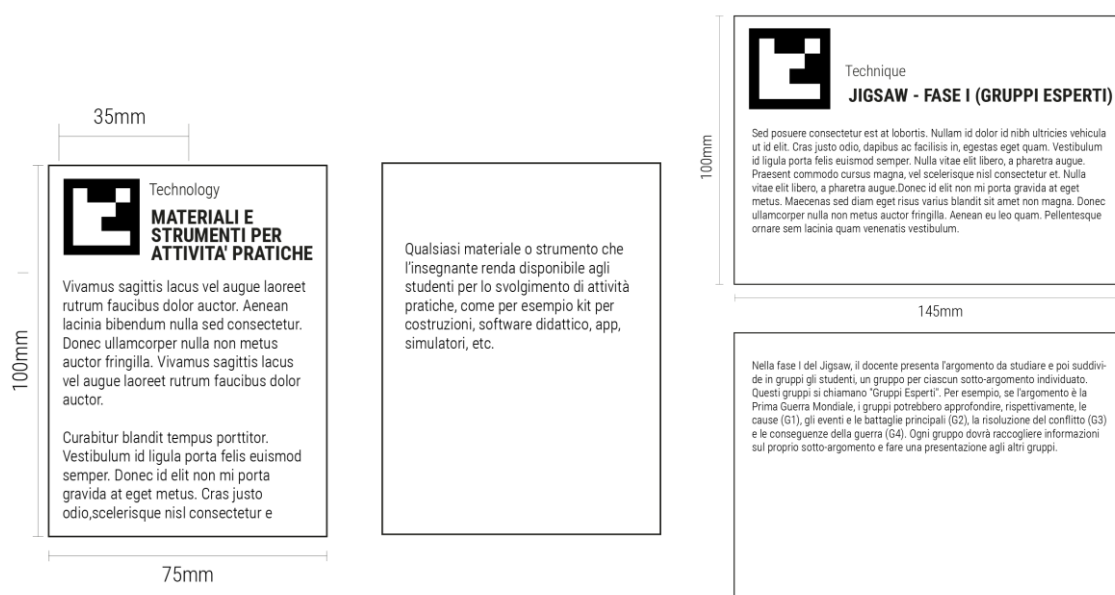 35mm
100mm
Technology
MATERIALI E
STRUMENTI PER
ATTIVITA' PRATICHE
Vivamus sagittis lacus vel augue laoreet
rutrum faucibus dolor auctor. Aenean
lacinia bibendum nulla sed consectetur.
Donec ullamcorper nulla non metus
auctor fringilla. Vivamus sagittis lacus
vel augue laoreet rutrum faucibus dolor
auctor.
Curabitur blandit tempus porttitor.
Vestibulum id ligula porta felis euismod
semper. Donec id elit non mi porta
gravida at eget metus. Cras justo
odio,scelerisque nisl consectetur e
75mm
Qualsiasi materiale o strumento che
l'insegnante renda disponibile agli
studenti per lo svolgimento di attività
pratiche, come per esempio kit per
costruzioni, software didattico, app,
simulatori, etc.
100mm
Technique
JIGSAW - FASE I (GRUPPI ESPERTI)
Sed posuere consectetur est at lobortis. Nullam id dolor id nibh ultricies vehicula
ut id elit. Cras justo odio, dapibus ac facilisis in, egestas eget quam. Vestibulum
id ligula porta felis euismod semper. Nulla vitae elit libero, a pharetra augue.
Praesent commodo cursus magna, vel scelerisque nisl consectetur et. Nulla
vitae elit libero, a pharetra augue.Donec id elit non mi porta gravida at eget
metus. Maecenas sed diam eget risus varius blandit sit amet non magna. Donec
ullamcorper nulla non metus auctor fringilla. Aenean eu leo quam. Pellentesque
ornare sem lacinia quam venenatis vestibulum.
145mm
Nella fase I del Jigsaw, il docente presenta l'argomento da studiare e poi suddivi-
de in gruppi gli studenti, un gruppo per ciascun sotto-argomento individuato.
Questi gruppi si chiamano "Gruppi Esperti". Per esempio, se l'argomento è la
Prima Guerra Mondiale, i gruppi potrebbero approfondire, rispettivamente, le
cause (G1), gli eventi e le battaglie principali (G2), la risoluzione del conflitto (G3)
e le conseguenze della guerra (G4). Ogni gruppo dovrà raccogliere informazioni
sul proprio sotto-argomento e fare una presentazione agli altri gruppi.